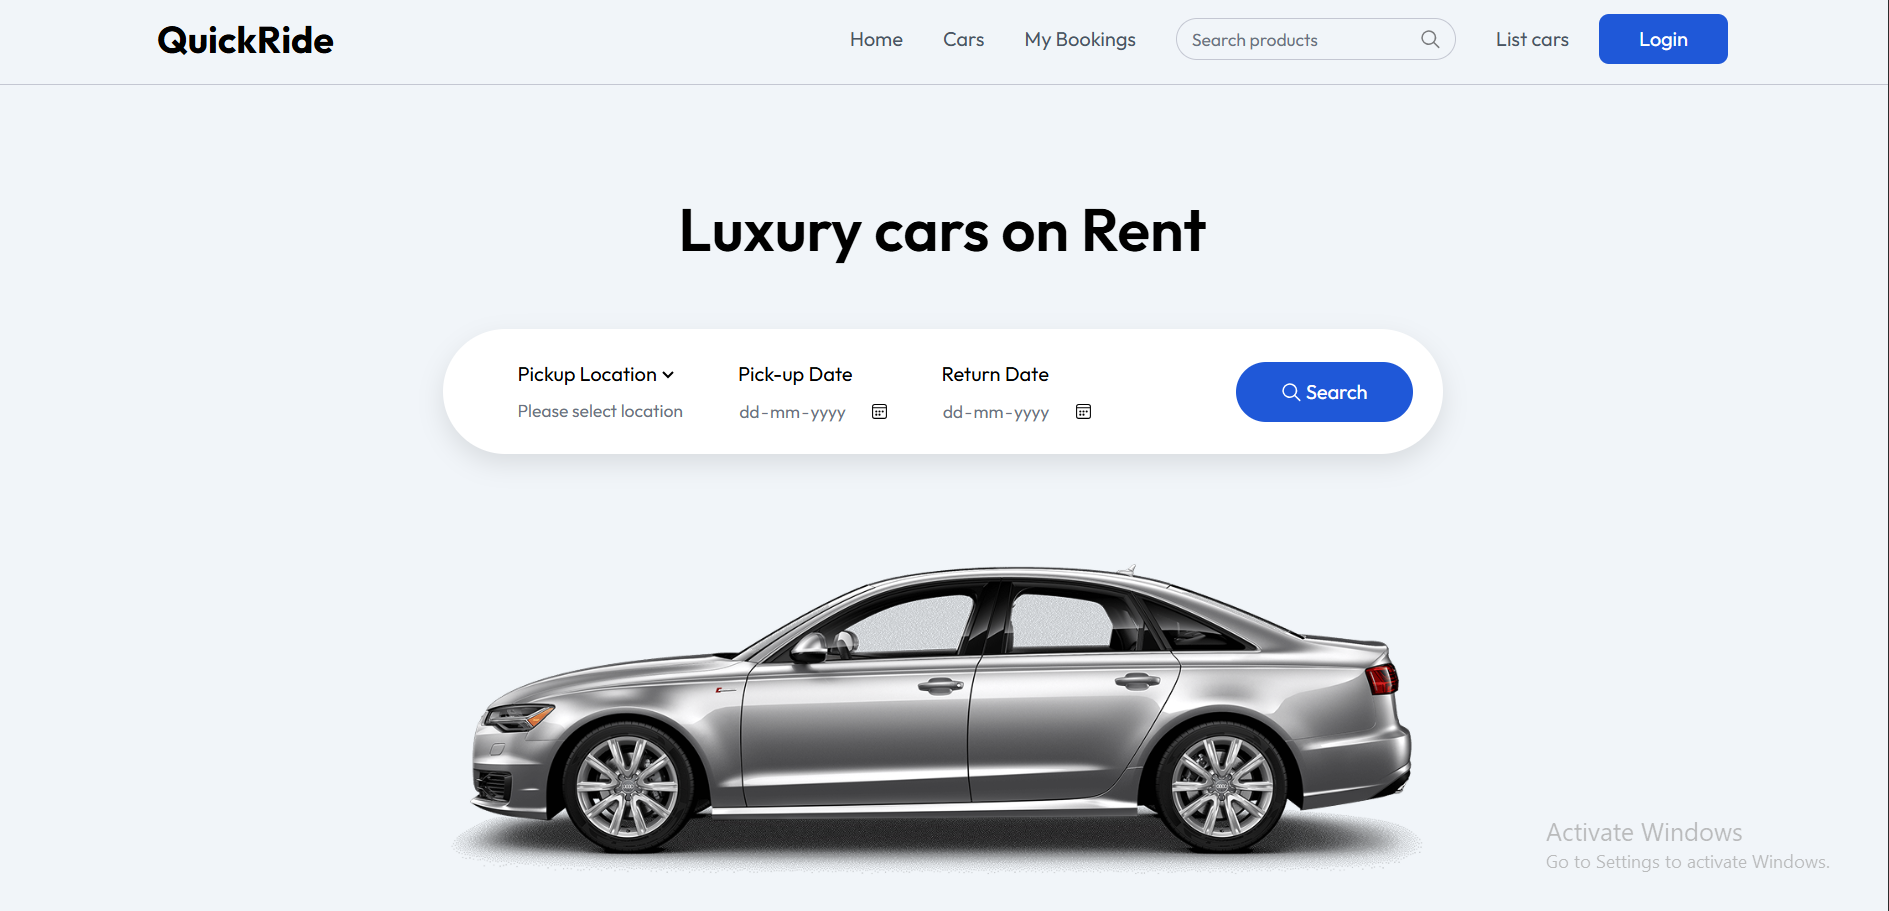 QuickRide
Home Cars My Bookings Search products List cars Login
Luxury cars on Rent
Pickup Location Pick-up Date Return Date
Please select location dd-mm-yyyy dd-mm-yyyy
Search
Activate Windows
Go to Settings to activate Windows.